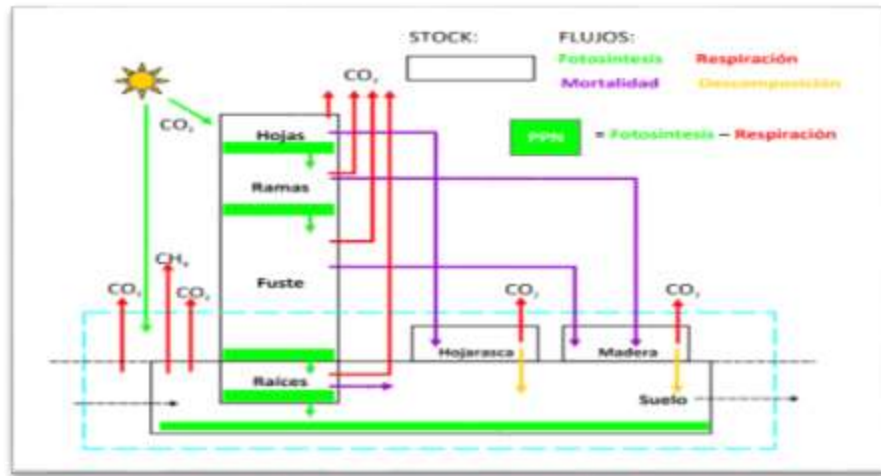 STOCK:
FLUJOS:
Fotosíntesis Respiración
Mortalidad Descomposición
PPN = Fotosíntesis – Respiración
CO₂
CO₂
Hojas
Ramas
Fuste
Raíces
CO₂
CH₄
CO₂
CO₂
CO₂
Hojarasca
Madera
Suelo